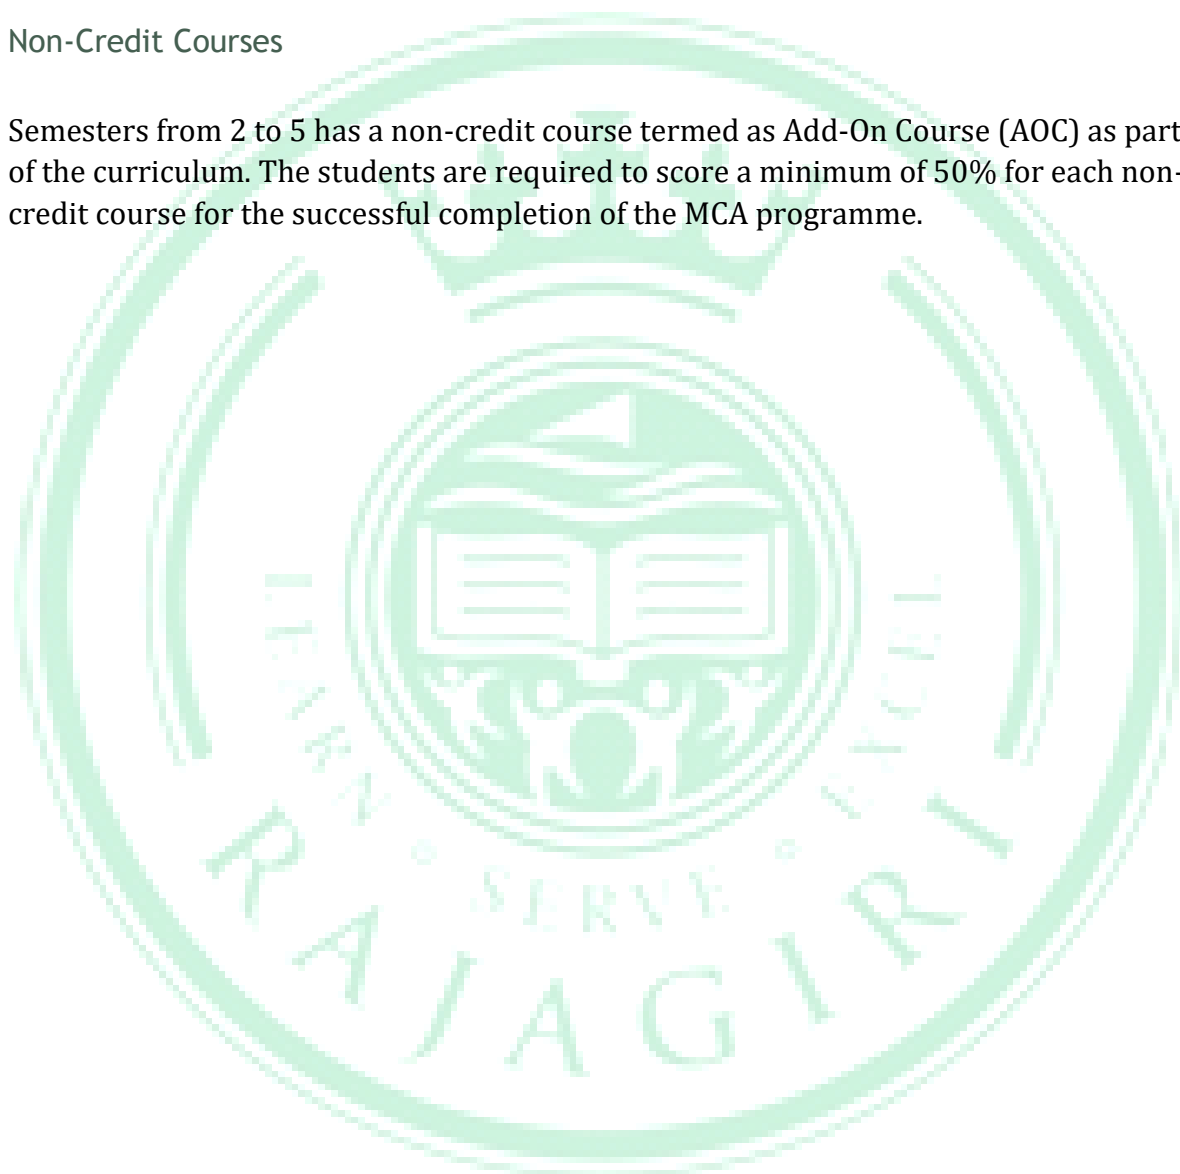 Non-Credit Courses
Semesters from 2 to 5 has a non-credit course termed as Add-On Course (AOC) as part
of the curriculum. The students are required to score a minimum of 50% for each non-
credit course for the successful completion of the MCA programme.
LEARN ° SERVE ° EXCEL
RAJAGIRI